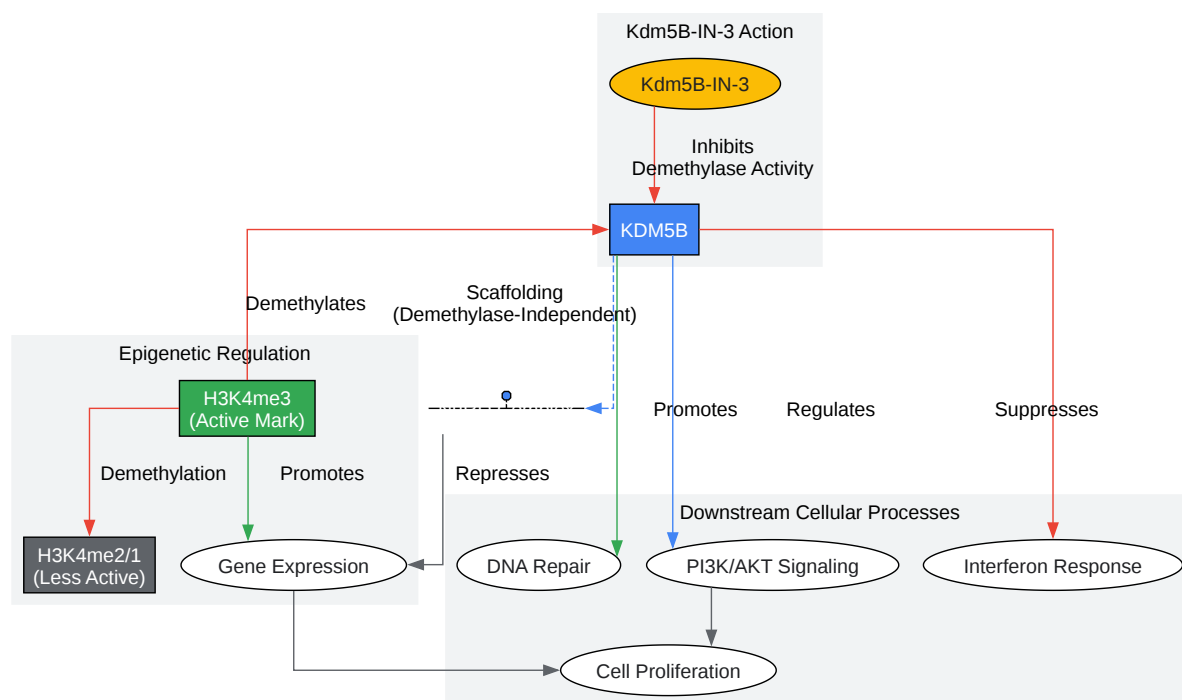 Kdm5B-IN-3 Action
Kdm5B-IN-3
Inhibits
Demethylase Activity
KDM5B
Demethylates
Scaffolding
(Demethylase-Independent)
Epigenetic Regulation
H3K4me3
(Active Mark)
Promotes
Regulates
Suppresses
Demethylation
Promotes
Represses
Downstream Cellular Processes
H3K4me2/1
(Less Active)
Gene Expression
DNA Repair
PI3K/AKT Signaling
Interferon Response
Cell Proliferation